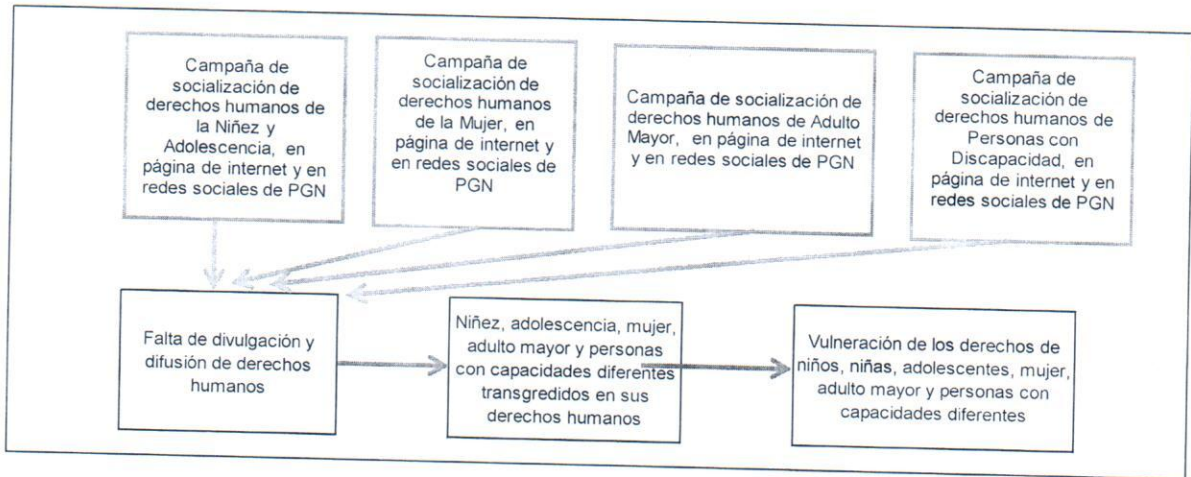 Campaña de
socialización de
derechos humanos de
la Niñez y
Adolescencia, en
página de internet y en
redes sociales de PGN
Campaña de
socialización de
derechos humanos
de la Mujer, en
página de internet y
en redes sociales de
PGN
Campaña de socialización de
derechos humanos de Adulto
Mayor, en página de internet
y en redes sociales de PGN
Campaña de
socialización de
derechos humanos de
Personas con
Discapacidad, en
página de internet y en
redes sociales de PGN
Falta de divulgación y
difusión de derechos
humanos
Niñez, adolescencia, mujer,
adulto mayor y personas
con capacidades diferentes
transgredidos en sus
derechos humanos
Vulneración de los derechos de
niños, niñas, adolescentes, mujer,
adulto mayor y personas con
capacidades diferentes